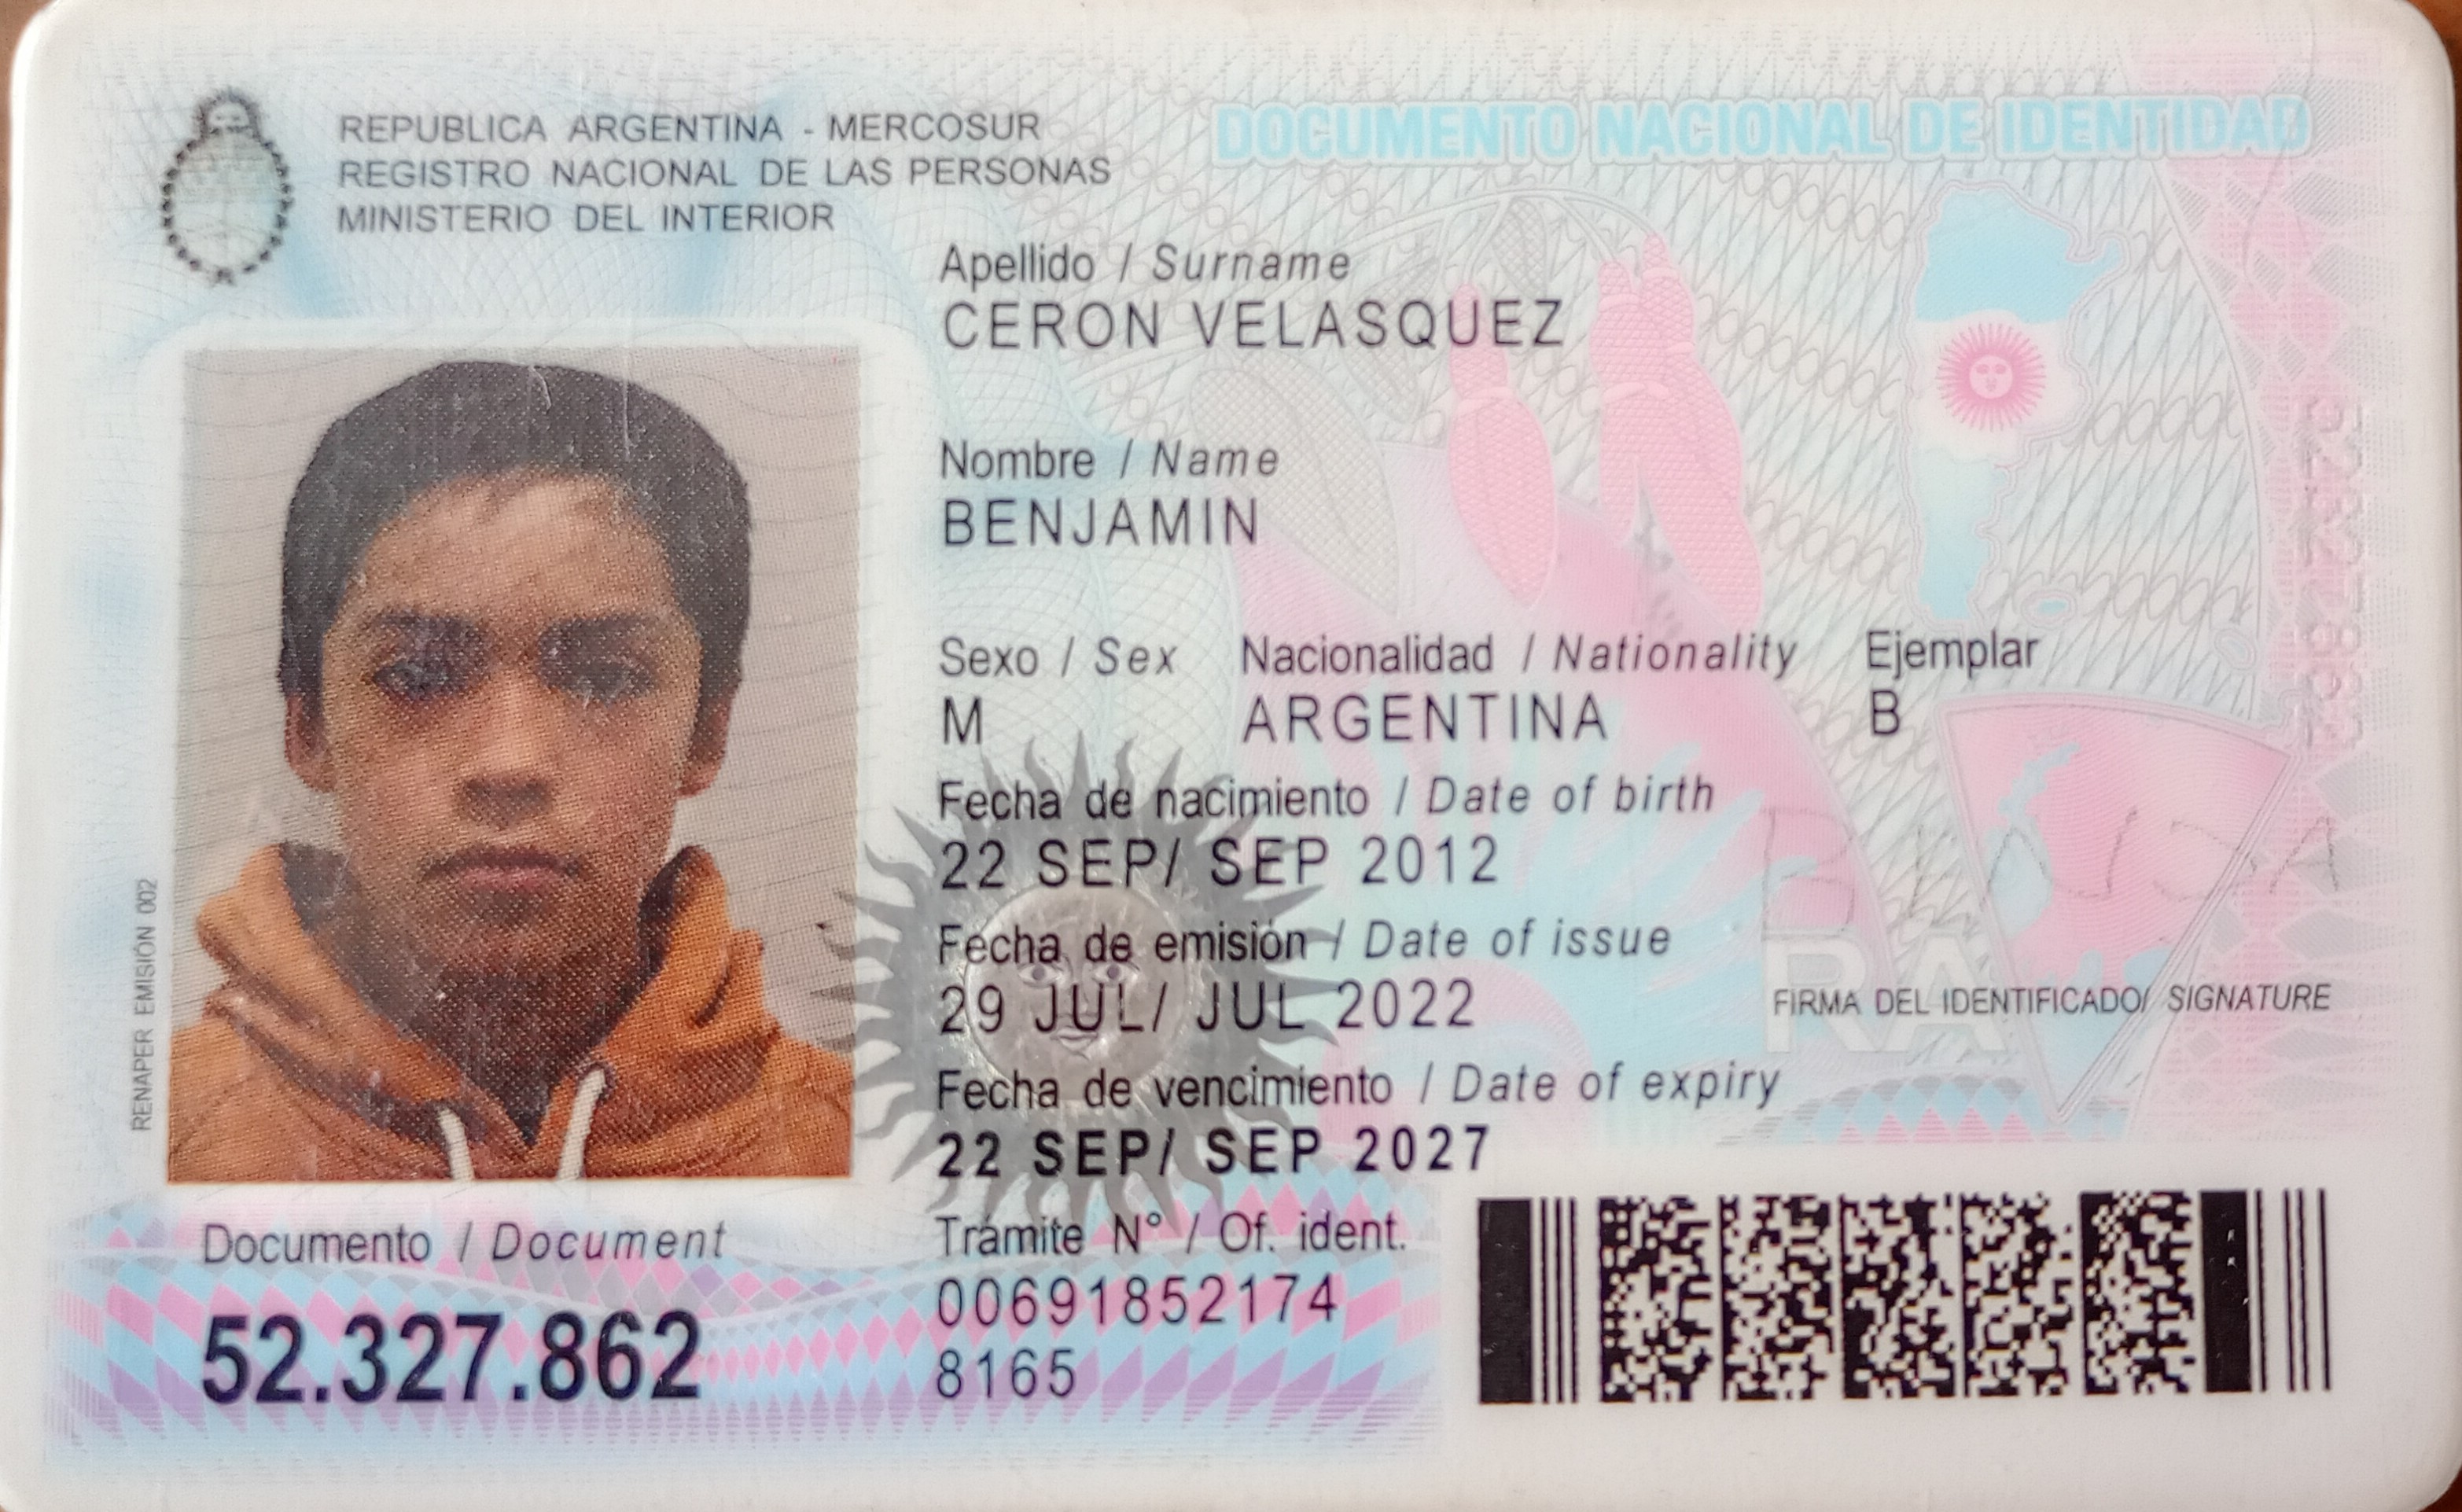 REPUBLICA ARGENTINA - MERCOSUR
REGISTRO NACIONAL DE LAS PERSONAS
MINISTERIO DEL INTERIOR
DOCUMENTO NACIONAL DE IDENTIDAD
Apellido / Surname
CERON VELASQUEZ
Nombre / Name
BENJAMIN
Sexo / Sex Nacionalidad / Nationality Ejemplar
M ARGENTINA B
Fecha de nacimiento / Date of birth
22 SEP/ SEP 2012
Fecha de emisión / Date of issue
29 JUL/ JUL 2022
RA
FIRMA DEL IDENTIFICADO/ SIGNATURE
Fecha de vencimiento / Date of expiry
22 SEP/ SEP 2027
RENAPER EMISIÓN 002
Documento / Document
52.327.862
Trámite N° / Of. ident.
00691852174
8165